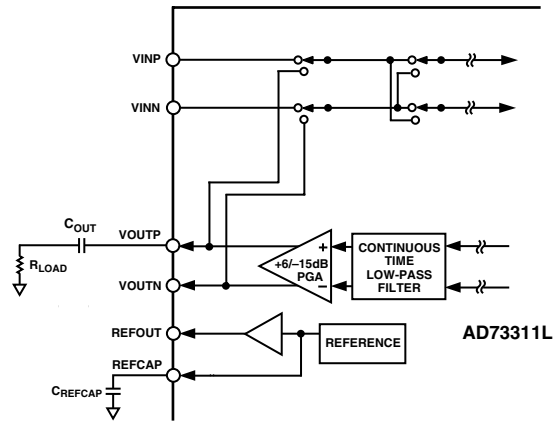 VINP
VINN
COUT
VOUTP
RLOAD
VOUTN
+
+6/–15dB
PGA
–
CONTINUOUS
TIME
LOW-PASS
FILTER
REFOUT
REFERENCE
AD73311L
REFCAP
CREFCAP